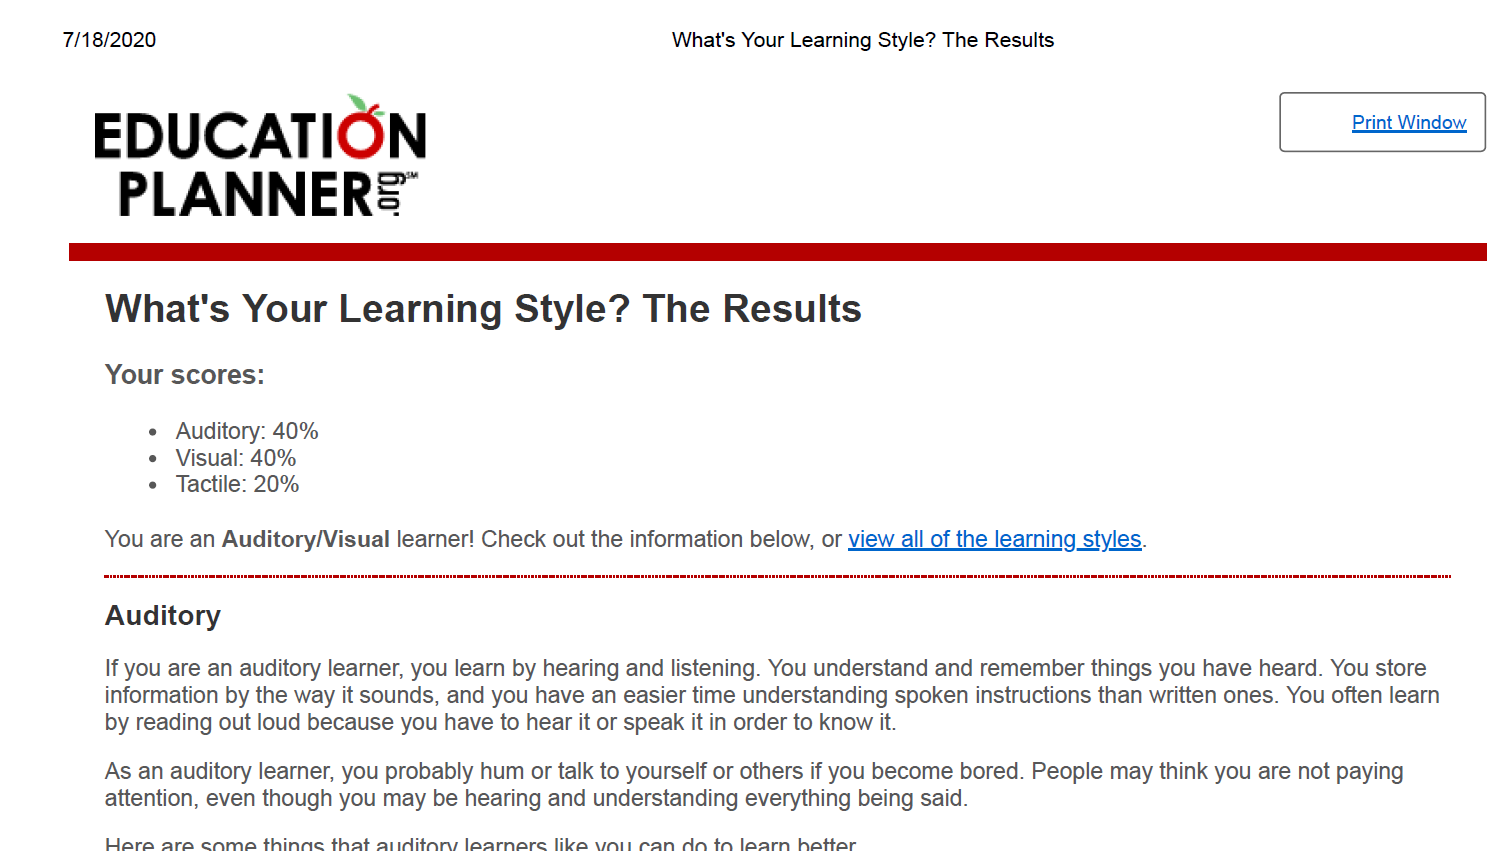 7/18/2020 What's Your Learning Style? The Results
EDUCATION
PLANNER.org SM
Print Window
What's Your Learning Style? The Results
Your scores:
• Auditory: 40%
• Visual: 40%
• Tactile: 20%
You are an Auditory/Visual learner! Check out the information below, or view all of the learning styles.
Auditory
If you are an auditory learner, you learn by hearing and listening. You understand and remember things you have heard. You store
information by the way it sounds, and you have an easier time understanding spoken instructions than written ones. You often learn
by reading out loud because you have to hear it or speak it in order to know it.
As an auditory learner, you probably hum or talk to yourself or others if you become bored. People may think you are not paying
attention, even though you may be hearing and understanding everything being said.
Here are some things that auditory learners like you can do to learn better.